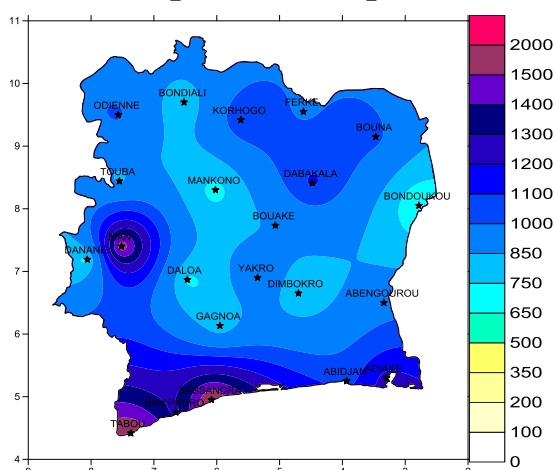 11
10
9
8
7
6
5
4
BONDIALI
ODIENNE
KORHOGO
FERKE
BOUNA
TOUBA
MANKONO
DABAKALA
BONDOUKOU
BOUAKE
MAN
DANANE
DALOA
YAKRO
DIMBOKRO
ABENGOUROU
GAGNOA
ABIDJAN
ADIAKE
SASSANDRA
SAN PEDRO
TABOU
2000
1500
1400
1300
1200
1100
1000
850
750
650
500
350
200
100
0